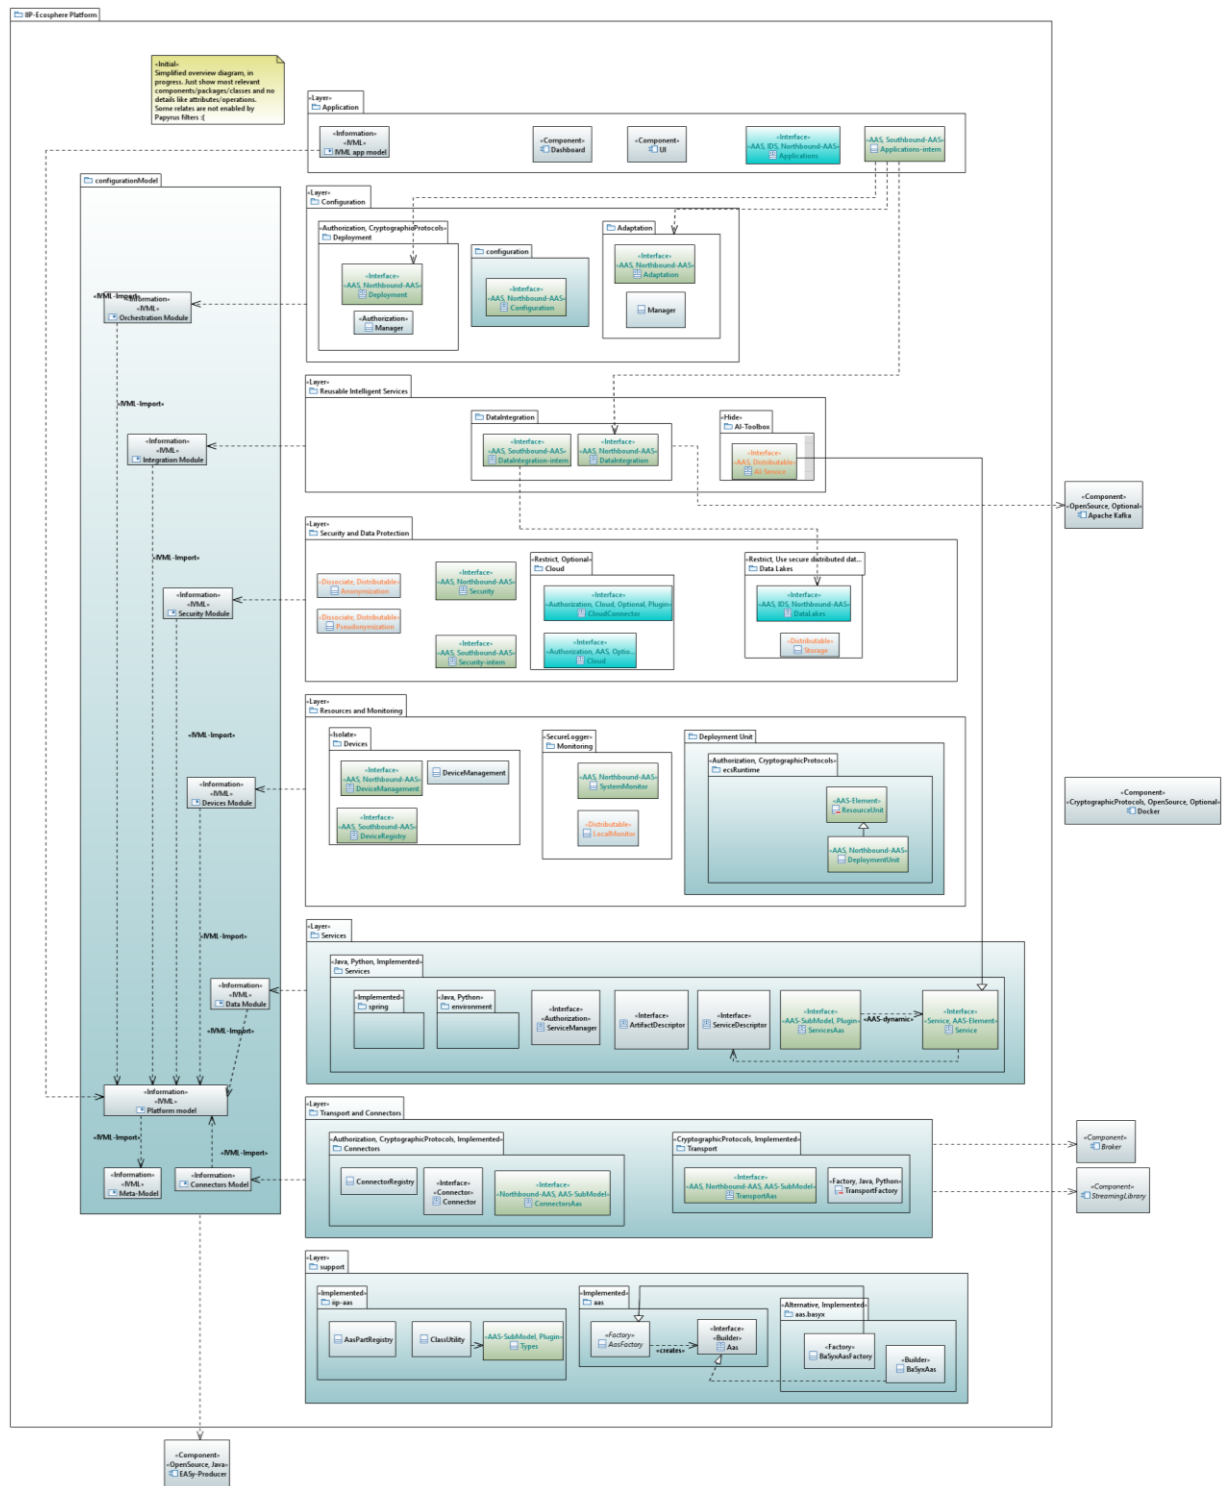 IIP-Ecosphere Platform
«Initial»
Simplified overview diagram, in
progress. Just show most relevant
components/packages/classes and no
details like attributes/operations.
Some relates are not enabled by
Papyrus filters :(
«Layer»
Application
«Information»
«IVML»
IVML app model
«Component»
Dashboard
«Component»
UI
«Interface»
«AAS, IDS, Northbound-AAS»
Applications
«AAS, Southbound-AAS»
Applications-intern
configurationModel
«Layer»
Configuration
«Authorization, CryptographicProtocols»
Deployment
«Interface»
«AAS, Northbound-AAS»
Deployment
«Authorization»
Manager
configuration
«Interface»
«AAS, Northbound-AAS»
Configuration
Adaptation
«Interface»
«AAS, Northbound-AAS»
Adaptation
Manager
«IVML-Import»
«Information»
«IVML»
Orchestration Module
«Layer»
Reusable Intelligent Services
«IVML-Import»
DataIntegration
«Interface»
«AAS, Southbound-AAS»
DataIntegration-intern
«Interface»
«AAS, Northbound-AAS»
DataIntegration
«Hide»
AI-Toolbox
«Interface»
«AAS, Distributable»
AI-Service
«Information»
«IVML»
Integration Module
«Component»
«OpenSource, Optional»
Apache Kafka
«Layer»
Security and Data Protection
«IVML-Import»
«Dissociate, Distributable»
Anonymization
«Dissociate, Distributable»
Pseudonymization
«Interface»
«AAS, Northbound-AAS»
Security
«Interface»
«AAS, Southbound-AAS»
Security-intern
«Restrict, Optional»
Cloud
«Interface»
«Authorization, Cloud, Optional, Plugin»
CloudConnector
«Interface»
«Authorization, AAS, Optio...
Cloud
«Restrict, Use secure distributed dat...
Data Lakes
«Interface»
«AAS, IDS, Northbound-AAS»
DataLakes
«Distributable»
Storage
«Information»
«IVML»
Security Module
«Layer»
Resources and Monitoring
«IVML-Import»
«Isolate»
Devices
«Interface»
«AAS, Northbound-AAS»
DeviceManagement
DeviceManagement
«Interface»
«AAS, Southbound-AAS»
DeviceRegistry
«SecureLogger»
Monitoring
«AAS, Northbound-AAS»
SystemMonitor
«Distributable»
LocalMonitor
Deployment Unit
«Authorization, CryptographicProtocols»
ecsRuntime
«AAS-Element»
ResourceUnit
«AAS, Northbound-AAS»
DeploymentUnit
«Information»
«IVML»
Devices Module
«Component»
«CryptographicProtocols, OpenSource, Optional»
Docker
«Layer»
Services
«IVML-Import»
«Java, Python, Implemented»
Services
«Implemented»
spring
«Java, Python»
environment
«Interface»
«Authorization»
ServiceManager
«Interface»
ArtifactDescriptor
«Interface»
ServiceDescriptor
«Interface»
«AAS-SubModel, Plugin»
ServicesAas
«AAS-dynamic»
«Interface»
«Service, AAS-Element»
Service
«Information»
«IVML»
Data Module
«IVML-Import»
«Information»
«IVML»
Platform model
«IVML-Import»
«IVML-Import»
«Information»
«IVML»
Meta-Model
«Information»
«IVML»
Connectors Model
«Layer»
Transport and Connectors
«Authorization, CryptographicProtocols, Implemented»
Connectors
ConnectorRegistry
«Interface»
«Connector»
Connector
«Interface»
«Northbound-AAS, AAS-SubModel»
ConnectorsAas
«CryptographicProtocols, Implemented»
Transport
«Interface»
«AAS, Northbound-AAS, AAS-SubModel»
TransportAas
«Factory, Java, Python»
TransportFactory
«Component»
Broker
«Component»
StreamingLibrary
«Layer»
support
«Implemented»
iip-aas
AasPartRegistry
ClassUtility
«AAS-SubModel, Plugin»
Types
«Implemented»
aas
«Factory»
AasFactory
«creates»
«Interface»
«Builder»
Aas
«Alternative, Implemented»
aas.basyx
«Factory»
BaSyxAasFactory
«Builder»
BaSyxAas
«Component»
«OpenSource, Java»
EASy-Producer